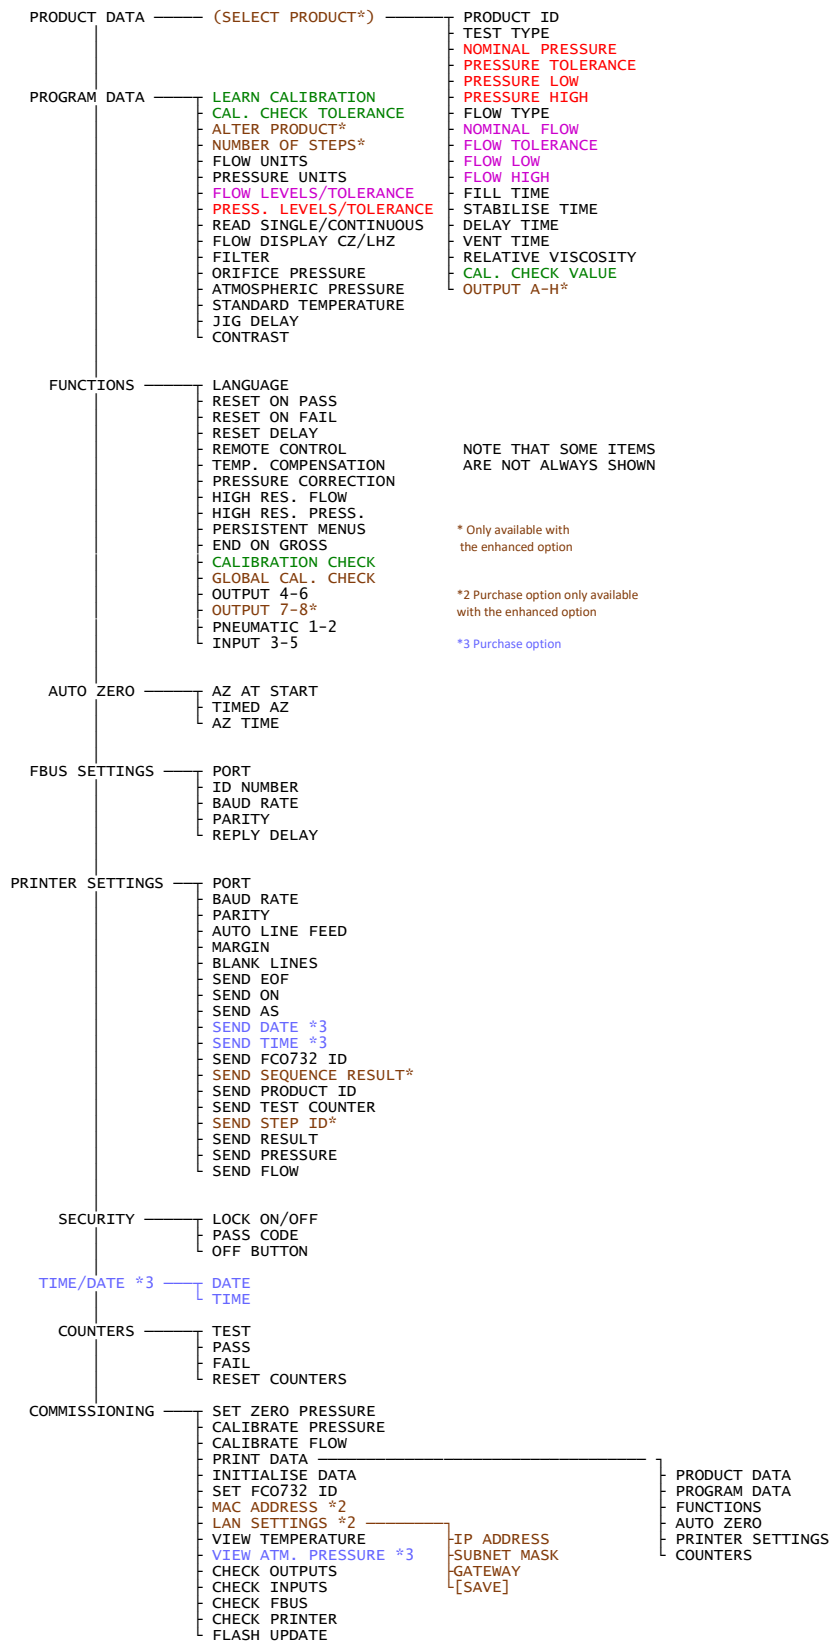 PRODUCT DATA (SELECT PRODUCT*) PRODUCT ID
TEST TYPE
NOMINAL PRESSURE
PRESSURE TOLERANCE
PRESSURE LOW
PROGRAM DATA LEARN CALIBRATION PRESSURE HIGH
CAL. CHECK TOLERANCE FLOW TYPE
ALTER PRODUCT* NOMINAL FLOW
NUMBER OF STEPS* FLOW TOLERANCE
FLOW UNITS FLOW LOW
PRESSURE UNITS FLOW HIGH
FLOW LEVELS/TOLERANCE FILL TIME
PRESS. LEVELS/TOLERANCE STABILISE TIME
READ SINGLE/CONTINUOUS DELAY TIME
FLOW DISPLAY CZ/LHZ VENT TIME
FILTER RELATIVE VISCOSITY
ORIFICE PRESSURE CAL. CHECK VALUE
ATMOSPHERIC PRESSURE OUTPUT A-H*
STANDARD TEMPERATURE
JIG DELAY
CONTRAST
FUNCTIONS LANGUAGE
RESET ON PASS
RESET ON FAIL
RESET DELAY
REMOTE CONTROL NOTE THAT SOME ITEMS
TEMP. COMPENSATION ARE NOT ALWAYS SHOWN
PRESSURE CORRECTION
HIGH RES. FLOW
HIGH RES. PRESS.
PERSISTENT MENUS * Only available with
END ON GROSS the enhanced option
CALIBRATION CHECK
GLOBAL CAL. CHECK
OUTPUT 4-6 *2 Purchase option only available
OUTPUT 7-8* with the enhanced option
PNEUMATIC 1-2
INPUT 3-5 *3 Purchase option
AUTO ZERO AZ AT START
TIMED AZ
AZ TIME
FBUS SETTINGS PORT
ID NUMBER
BAUD RATE
PARITY
REPLY DELAY
PRINTER SETTINGS PORT
BAUD RATE
PARITY
AUTO LINE FEED
MARGIN
BLANK LINES
SEND EOF
SEND ON
SEND AS
SEND DATE *3
SEND TIME *3
SEND FCO732 ID
SEND SEQUENCE RESULT*
SEND PRODUCT ID
SEND TEST COUNTER
SEND STEP ID*
SEND RESULT
SEND PRESSURE
SEND FLOW
SECURITY LOCK ON/OFF
PASS CODE
OFF BUTTON
TIME/DATE *3 DATE
TIME
COUNTERS TEST
PASS
FAIL
RESET COUNTERS
COMMISSIONING SET ZERO PRESSURE
CALIBRATE PRESSURE
CALIBRATE FLOW
PRINT DATA
INITIALISE DATA PRODUCT DATA
SET FCO732 ID PROGRAM DATA
MAC ADDRESS *2 FUNCTIONS
LAN SETTINGS *2 AUTO ZERO
VIEW TEMPERATURE IP ADDRESS PRINTER SETTINGS
VIEW ATM. PRESSURE *3 SUBNET MASK COUNTERS
CHECK OUTPUTS GATEWAY
CHECK INPUTS [SAVE]
CHECK FBUS
CHECK PRINTER
FLASH UPDATE